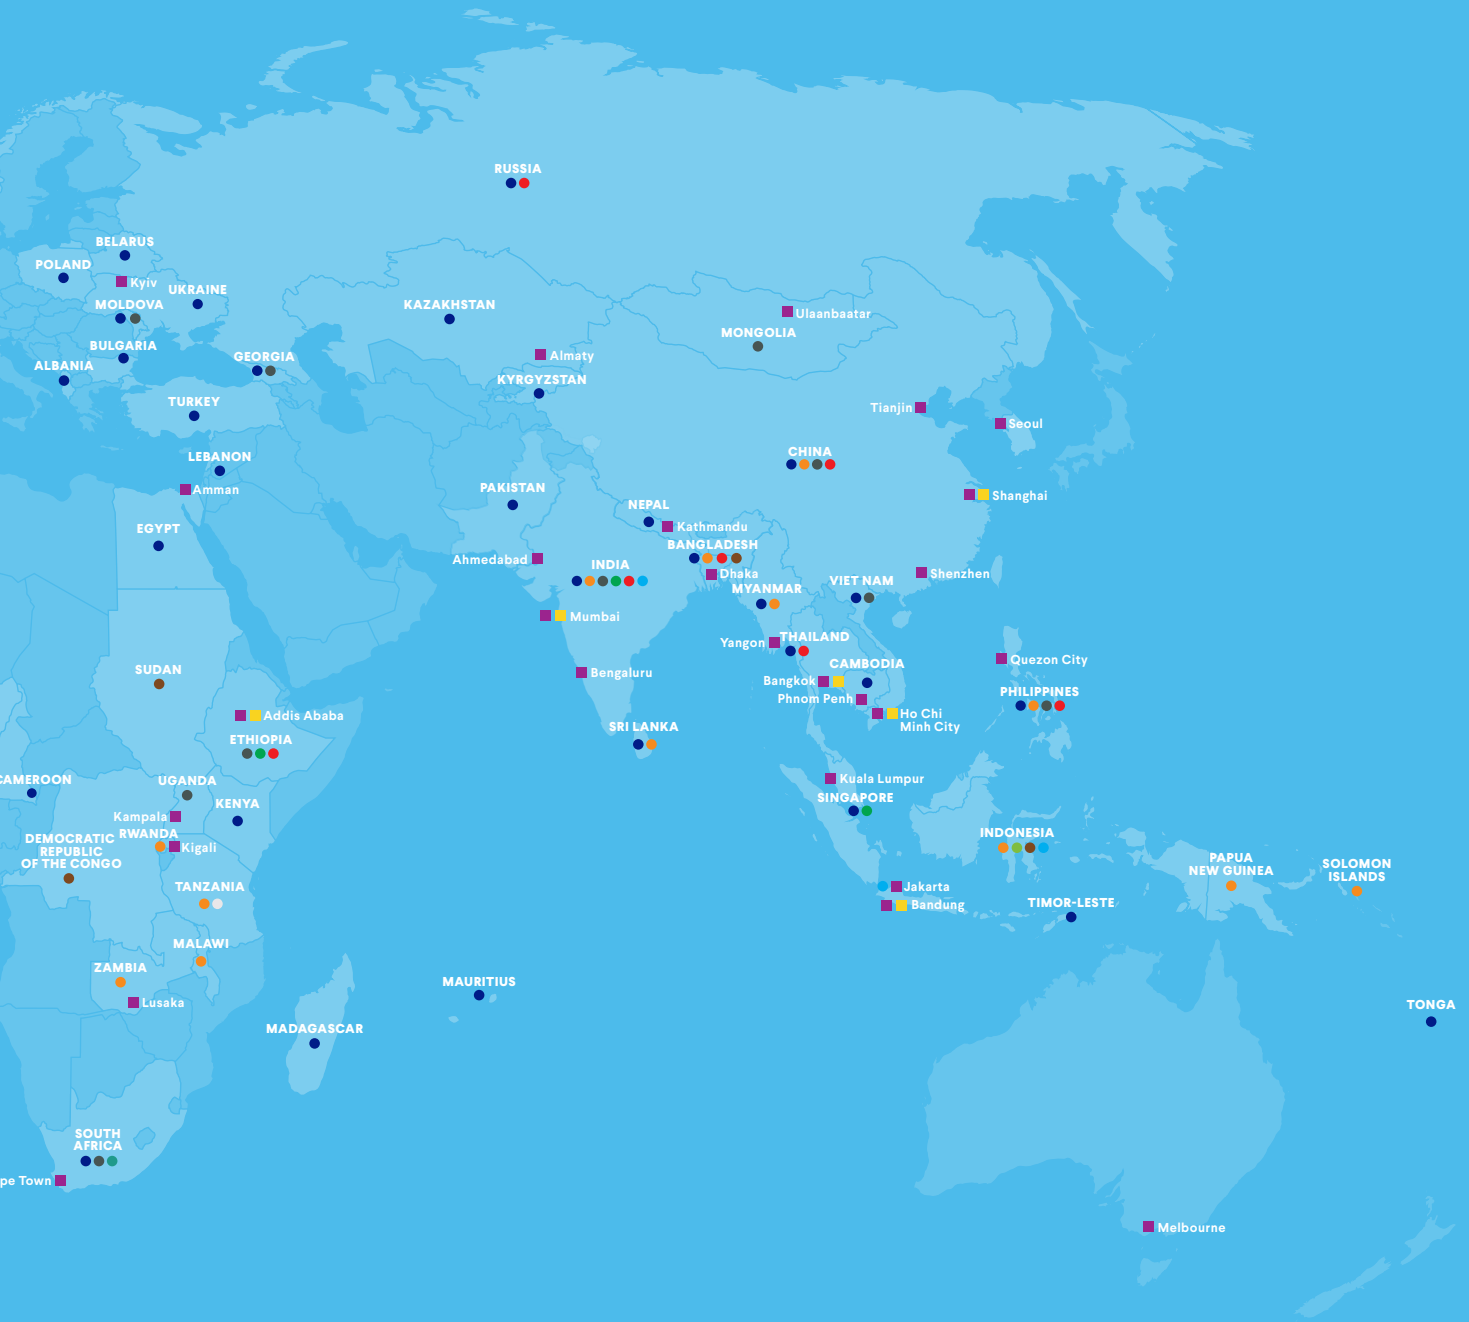 RUSSIA
BELARUS
POLAND
Kyiv
UKRAINE
MOLDOVA
KAZAKHSTAN
Ulaanbaatar
MONGOLIA
BULGARIA
GEORGIA
Almaty
ALBANIA
KYRGYZSTAN
TURKEY
Tianjin
Seoul
CHINA
LEBANON
Amman
PAKISTAN
Shanghai
NEPAL
EGYPT
Kathmandu
BANGLADESH
Ahmedabad
INDIA
Dhaka
Shenzhen
VIET NAM
MYANMAR
Mumbai
Yangon
THAILAND
Quezon City
CAMBODIA
SUDAN
Bengaluru
Bangkok
PHILIPPINES
Phnom Penh
Addis Ababa
Ho Chi
Minh City
SRI LANKA
ETHIOPIA
CAMEROON
UGANDA
Kuala Lumpur
SINGAPORE
KENYA
Kampala
RWANDA
INDONESIA
DEMOCRATIC
REPUBLIC
OF THE CONGO
Kigali
PAPUA
NEW GUINEA
SOLOMON
ISLANDS
TANZANIA
Jakarta
Bandung
TIMOR-LESTE
MALAWI
ZAMBIA
MAURITIUS
Lusaka
TONGA
MADAGASCAR
SOUTH
AFRICA
pe Town
Melbourne